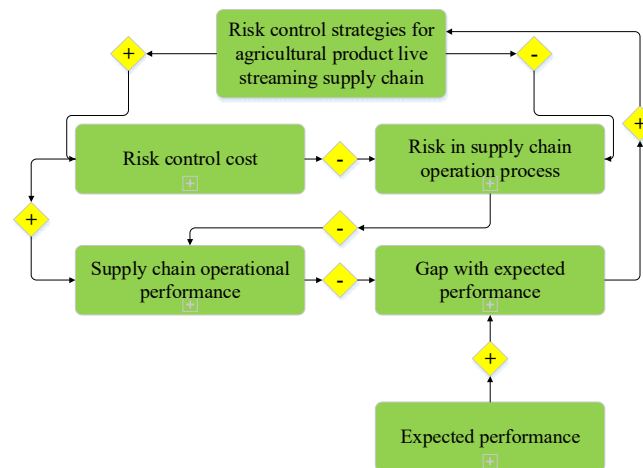 Risk control strategies for
agricultural product live
streaming supply chain
+
-
+
Risk control cost
-
Risk in supply chain
operation process
+
-
Supply chain operational
performance
-
Gap with expected
performance
+
Expected performance